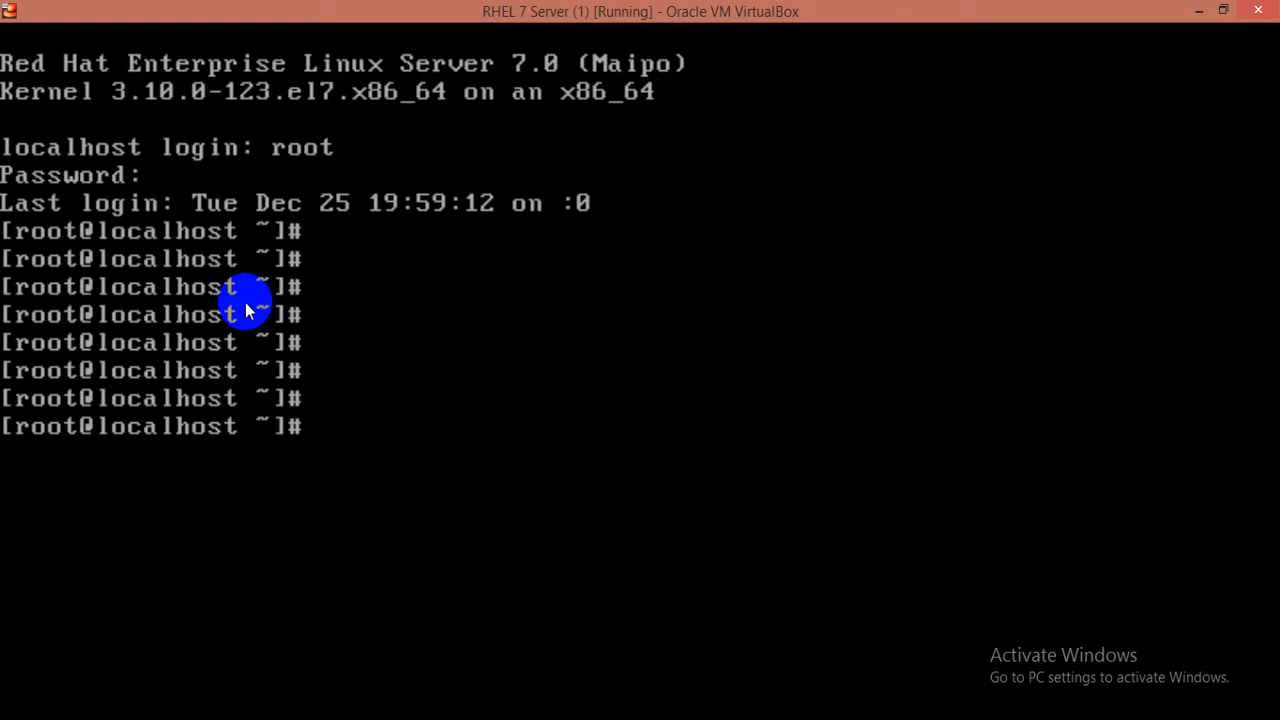 RHEL 7 Server (1) [Running] - Oracle VM VirtualBox
Red Hat Enterprise Linux Server 7.0 (Maipo)
Kernel 3.10.0-123.el7.x86_64 on an x86_64
localhost login: root
Password:
Last login: Tue Dec 25 19:59:12 on :0
[root@localhost ~]#
[root@localhost ~]#
[root@localhost ~]#
[root@localhost ~]#
[root@localhost ~]#
[root@localhost ~]#
[root@localhost ~]#
[root@localhost ~]#
Activate Windows
Go to PC settings to activate Windows.